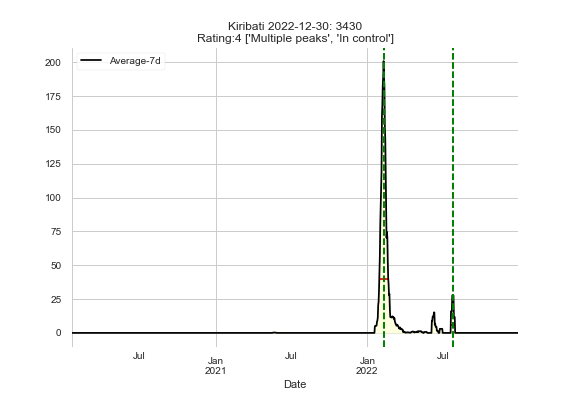 Kiribati 2022-12-30: 3430
Rating:4 ['Multiple peaks', 'In control']
Average-7d
200
175
150
125
100
75
50
25
0
Jul
Jan
2021
Jul
Jan
2022
Jul
Date